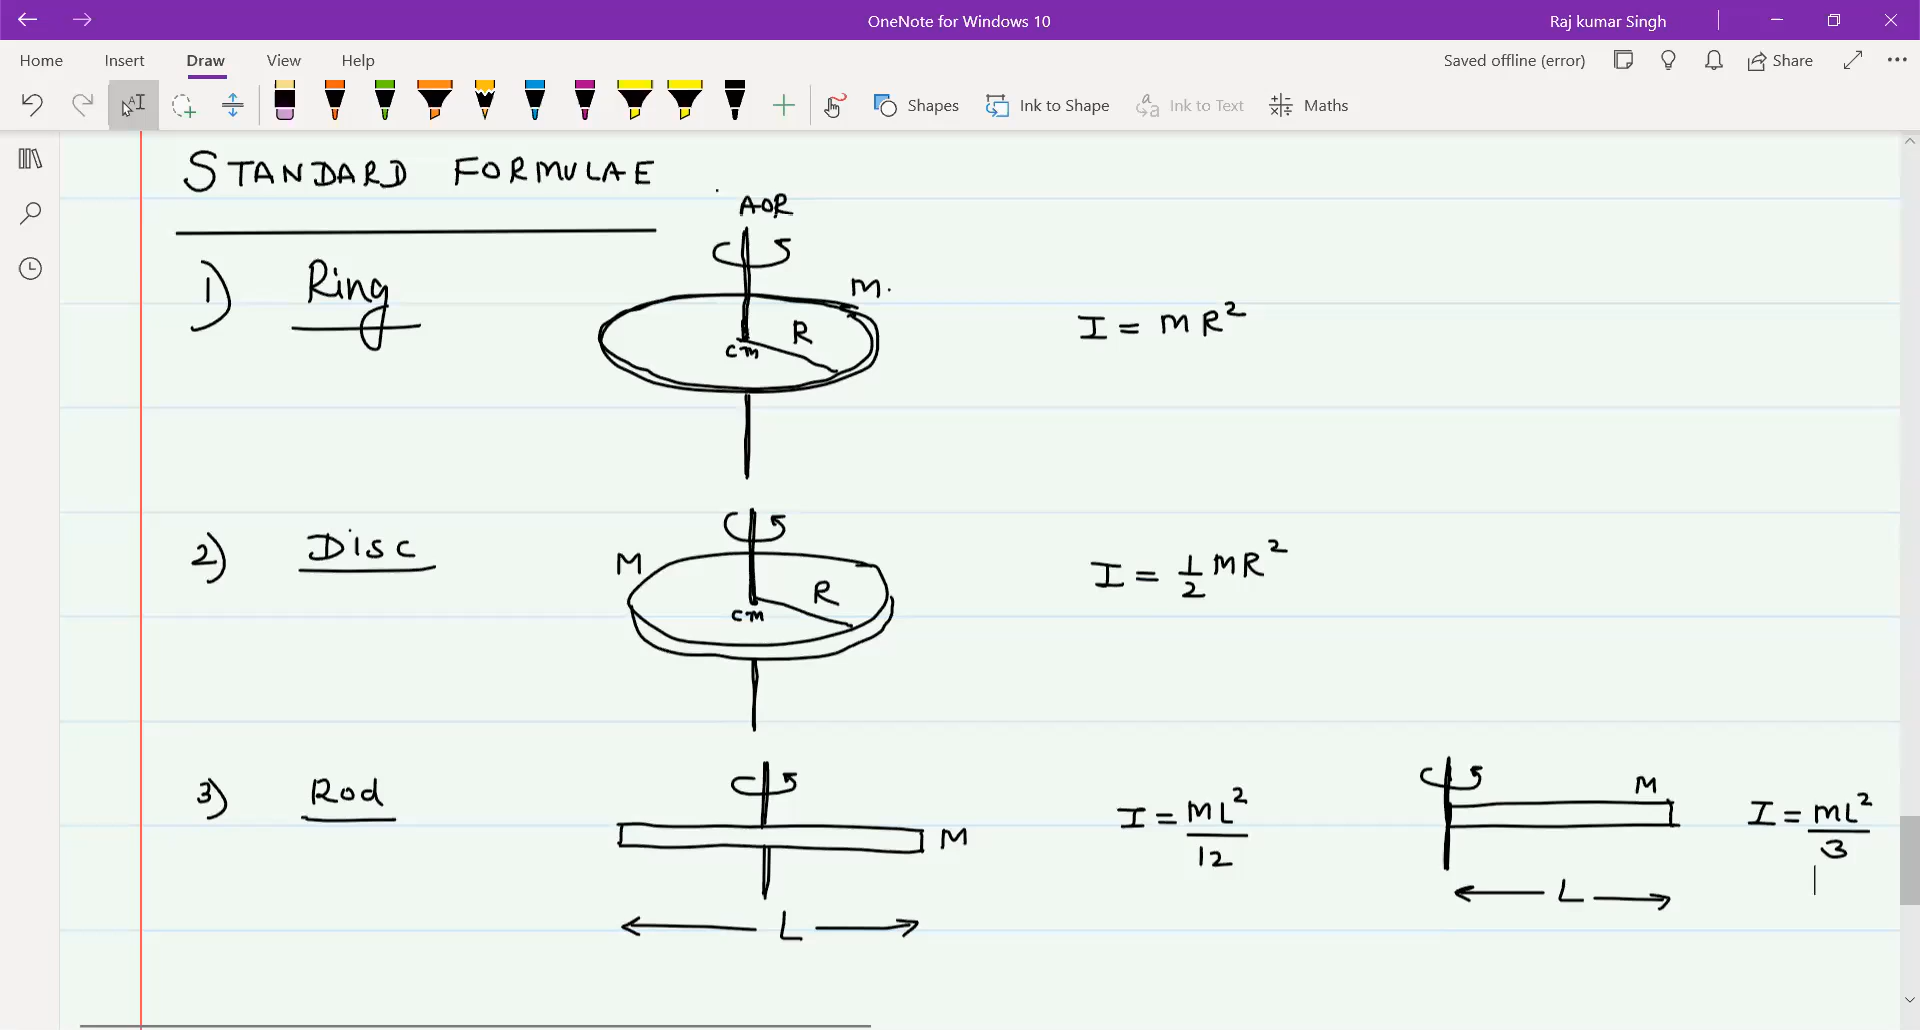 OneNote for Windows 10
Raj kumar Singh
Home Insert Draw View Help
Saved offline (error) Share
Shapes Ink to Shape Ink to Text Maths
STANDARD FORMULAE
AOR
1) Ring
M.
R
cm
I = MR²
2) Disc
M
R
cm
I = 1/2 MR²
3) Rod
M
L
I = ML²/12
M
L
I = ML²/3